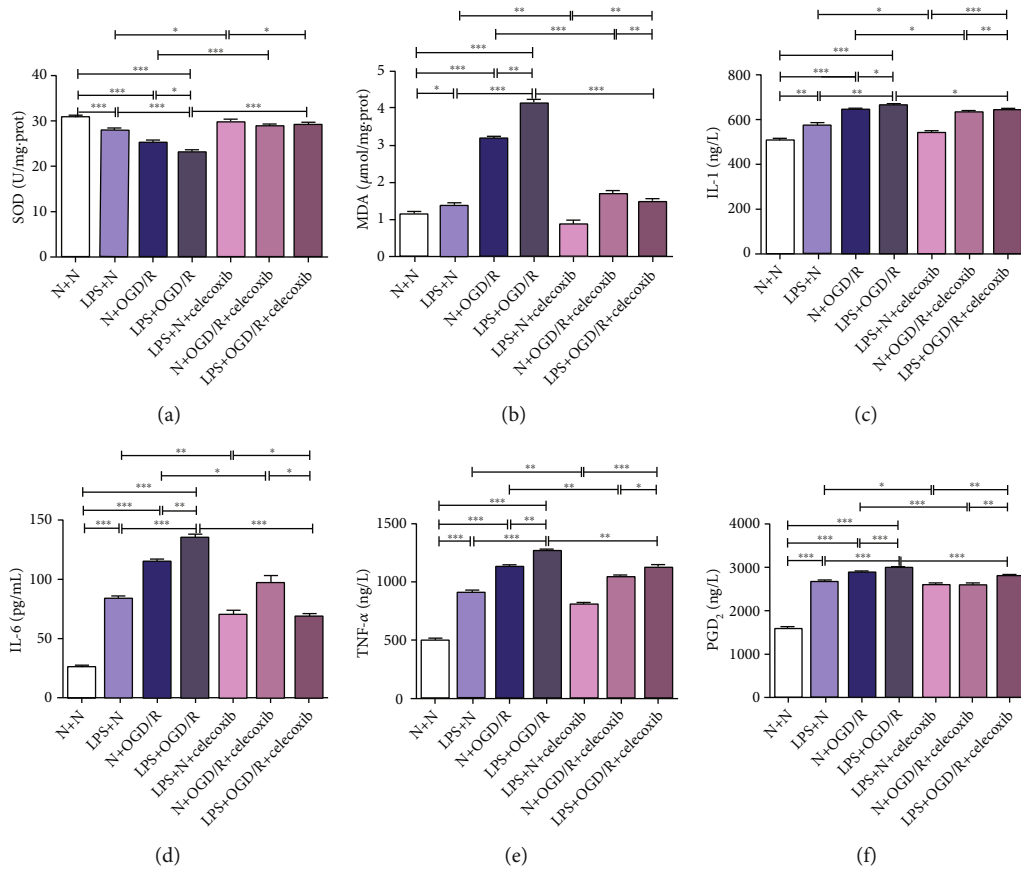 * **
** *
* *** *** ** * **
*** *** ***
*** *** ** *** *
*** * * *** *** *** * *** ** ** *
40 5 800
30 4 600
20 3 400
10 2 200
0 1 0
0
SOD (U/mg·prot)
N+N
LPS+N
N+OGD/R
LPS+OGD/R
LPS+N+celecoxib
N+OGD/R+celecoxib
LPS+OGD/R+celecoxib
(a)
MDA (μmol/mg·prot)
N+N
LPS+N
N+OGD/R
LPS+OGD/R
LPS+N+celecoxib
N+OGD/R+celecoxib
LPS+OGD/R+celecoxib
(b)
IL-1 (ng/L)
N+N
LPS+N
N+OGD/R
LPS+OGD/R
LPS+N+celecoxib
N+OGD/R+celecoxib
LPS+OGD/R+celecoxib
(c)
** *
* *
***
*** **
*** *** ***
150
100
50
0
IL-6 (pg/mL)
N+N
LPS+N
N+OGD/R
LPS+OGD/R
LPS+N+celecoxib
N+OGD/R+celecoxib
LPS+OGD/R+celecoxib
(d)
** ***
** *
***
*** **
*** *** **
1500
1000
500
0
TNF-α (ng/L)
N+N
LPS+N
N+OGD/R
LPS+OGD/R
LPS+N+celecoxib
N+OGD/R+celecoxib
LPS+OGD/R+celecoxib
(e)
* **
*** **
***
*** ***
*** *** ***
4000
3000
2000
1000
0
PGD₂ (ng/L)
N+N
LPS+N
N+OGD/R
LPS+OGD/R
LPS+N+celecoxib
N+OGD/R+celecoxib
LPS+OGD/R+celecoxib
(f)